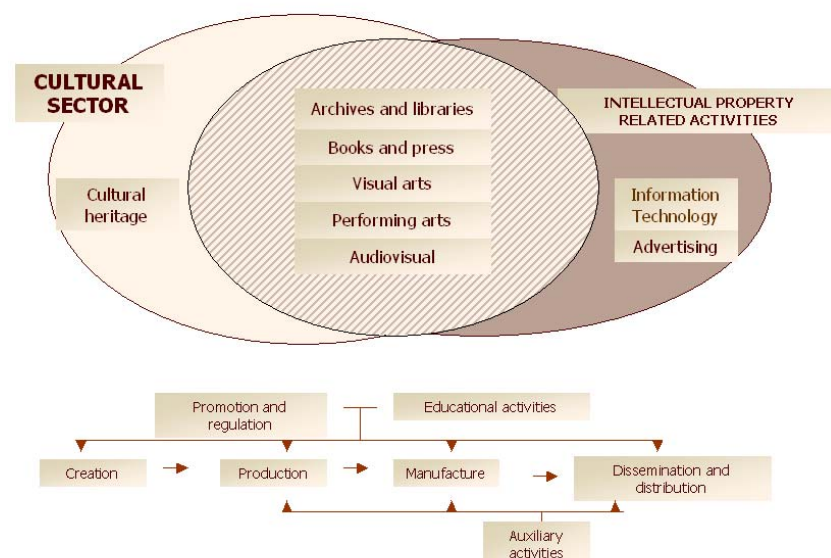 CULTURAL
SECTOR
INTELLECTUAL PROPERTY
RELATED ACTIVITIES
Archives and libraries
Books and press
Visual arts
Performing arts
Audiovisual
Cultural
heritage
Information
Technology
Advertising
Promotion and
regulation
Educational activities
Creation
Production
Manufacture
Dissemination and
distribution
Auxiliary
activities